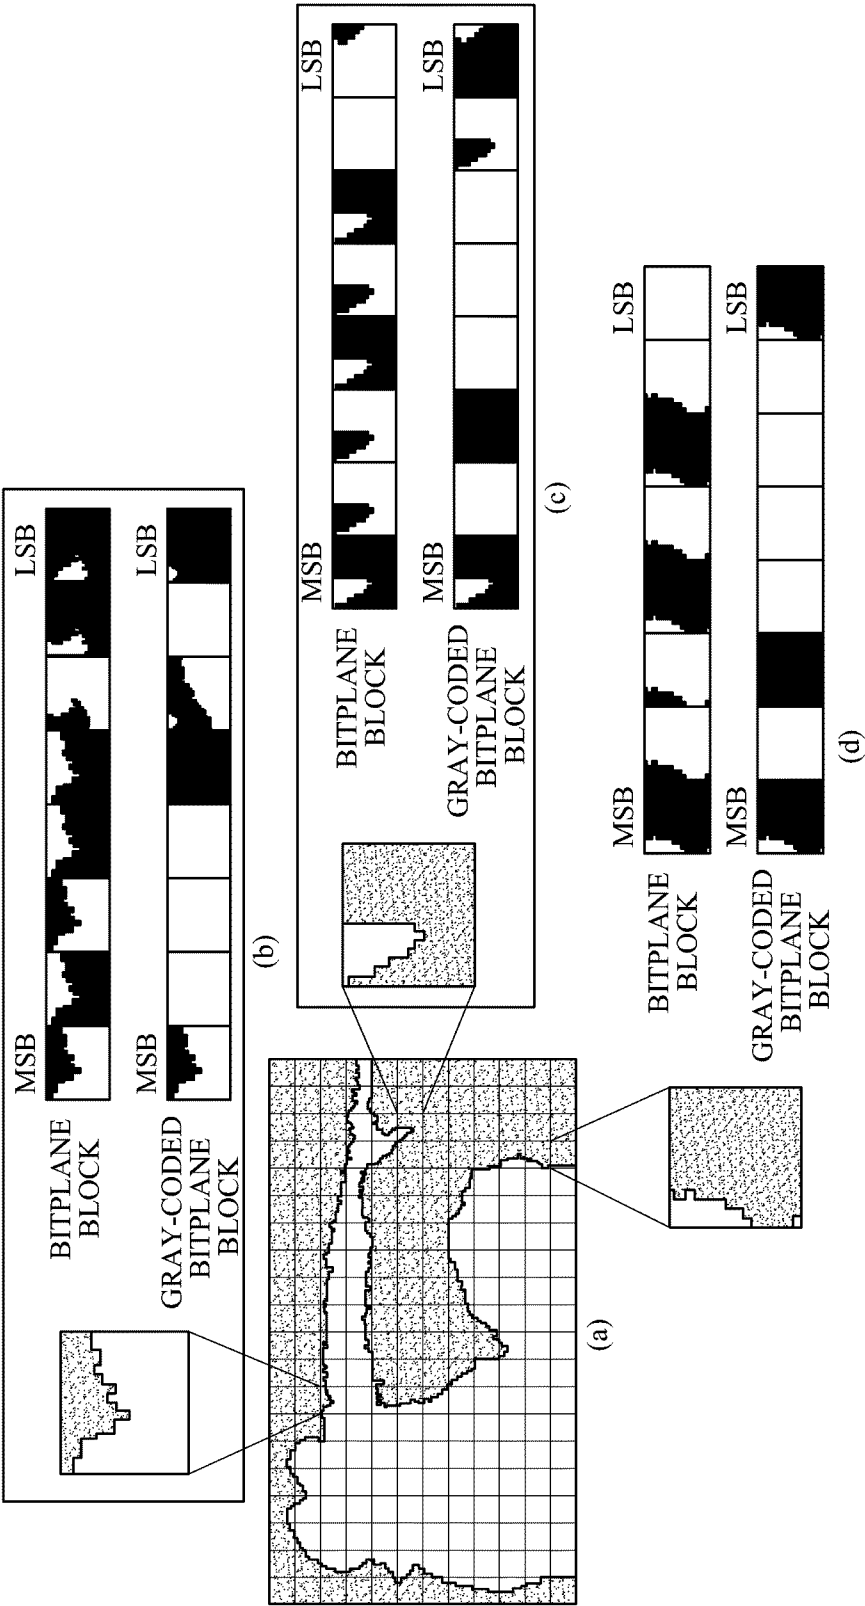 MSB
LSB
BITPLANE
BLOCK
MSB
LSB
GRAY-CODED
BITPLANE
BLOCK
(b)
MSB
LSB
BITPLANE
BLOCK
MSB
LSB
GRAY-CODED
BITPLANE
BLOCK
(c)
(a)
MSB
LSB
BITPLANE
BLOCK
MSB
LSB
GRAY-CODED
BITPLANE
BLOCK
(d)